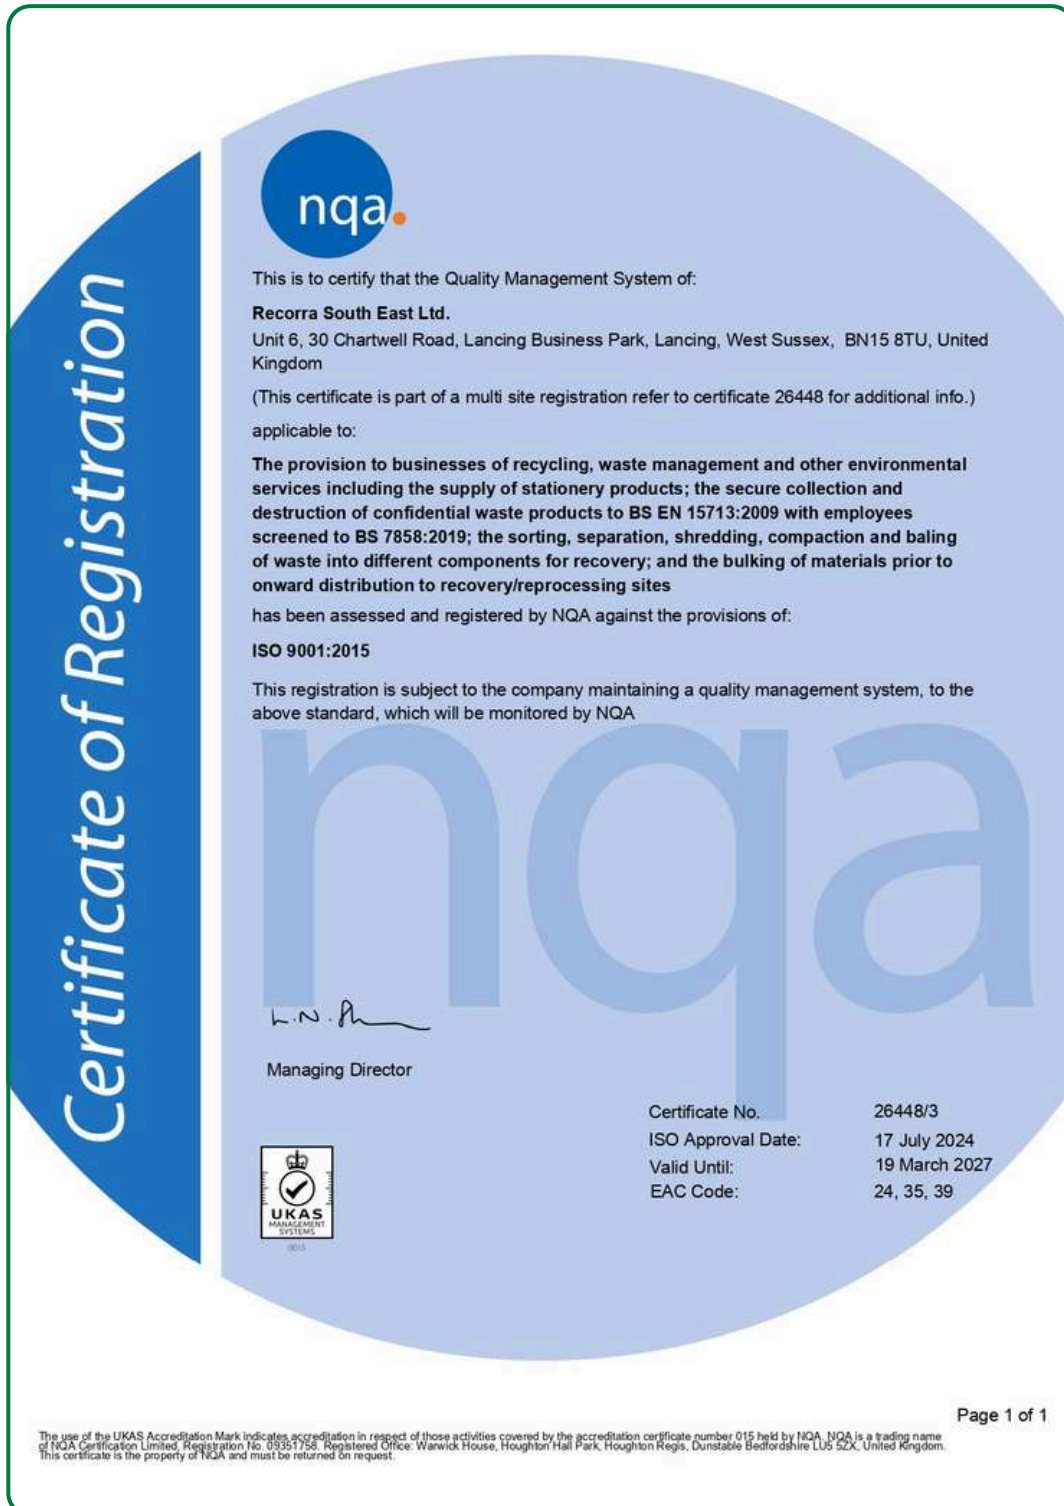 Certificate of Registration
nqa.
This is to certify that the Quality Management System of:
Recorra South East Ltd.
Unit 6, 30 Chartwell Road, Lancing Business Park, Lancing, West Sussex, BN15 8TU, United
Kingdom
(This certificate is part of a multi site registration refer to certificate 26448 for additional info.)
applicable to:
The provision to businesses of recycling, waste management and other environmental
services including the supply of stationery products; the secure collection and
destruction of confidential waste products to BS EN 15713:2009 with employees
screened to BS 7858:2019; the sorting, separation, shredding, compaction and baling
of waste into different components for recovery; and the bulking of materials prior to
onward distribution to recovery/reprocessing sites
has been assessed and registered by NQA against the provisions of:
ISO 9001:2015
This registration is subject to the company maintaining a quality management system, to the
above standard, which will be monitored by NQA
nqa
L.N.
Managing Director
Certificate No. 26448/3
ISO Approval Date: 17 July 2024
Valid Until: 19 March 2027
EAC Code: 24, 35, 39
UKAS
MANAGEMENT
SYSTEMS
Page 1 of 1
The use of the UKAS Accreditation Mark indicates accreditation in respect of those activities covered by the accreditation certificate number 015 held by NQA. NQA is a trading name
of NQA Certification Limited, Registration No. 09351758. Registered Office: Warwick House, Houghton Hall Park, Houghton Regis, Dunstable Bedfordshire LU5 5ZX, United Kingdom.
This certificate is the property of NQA and must be returned on request.